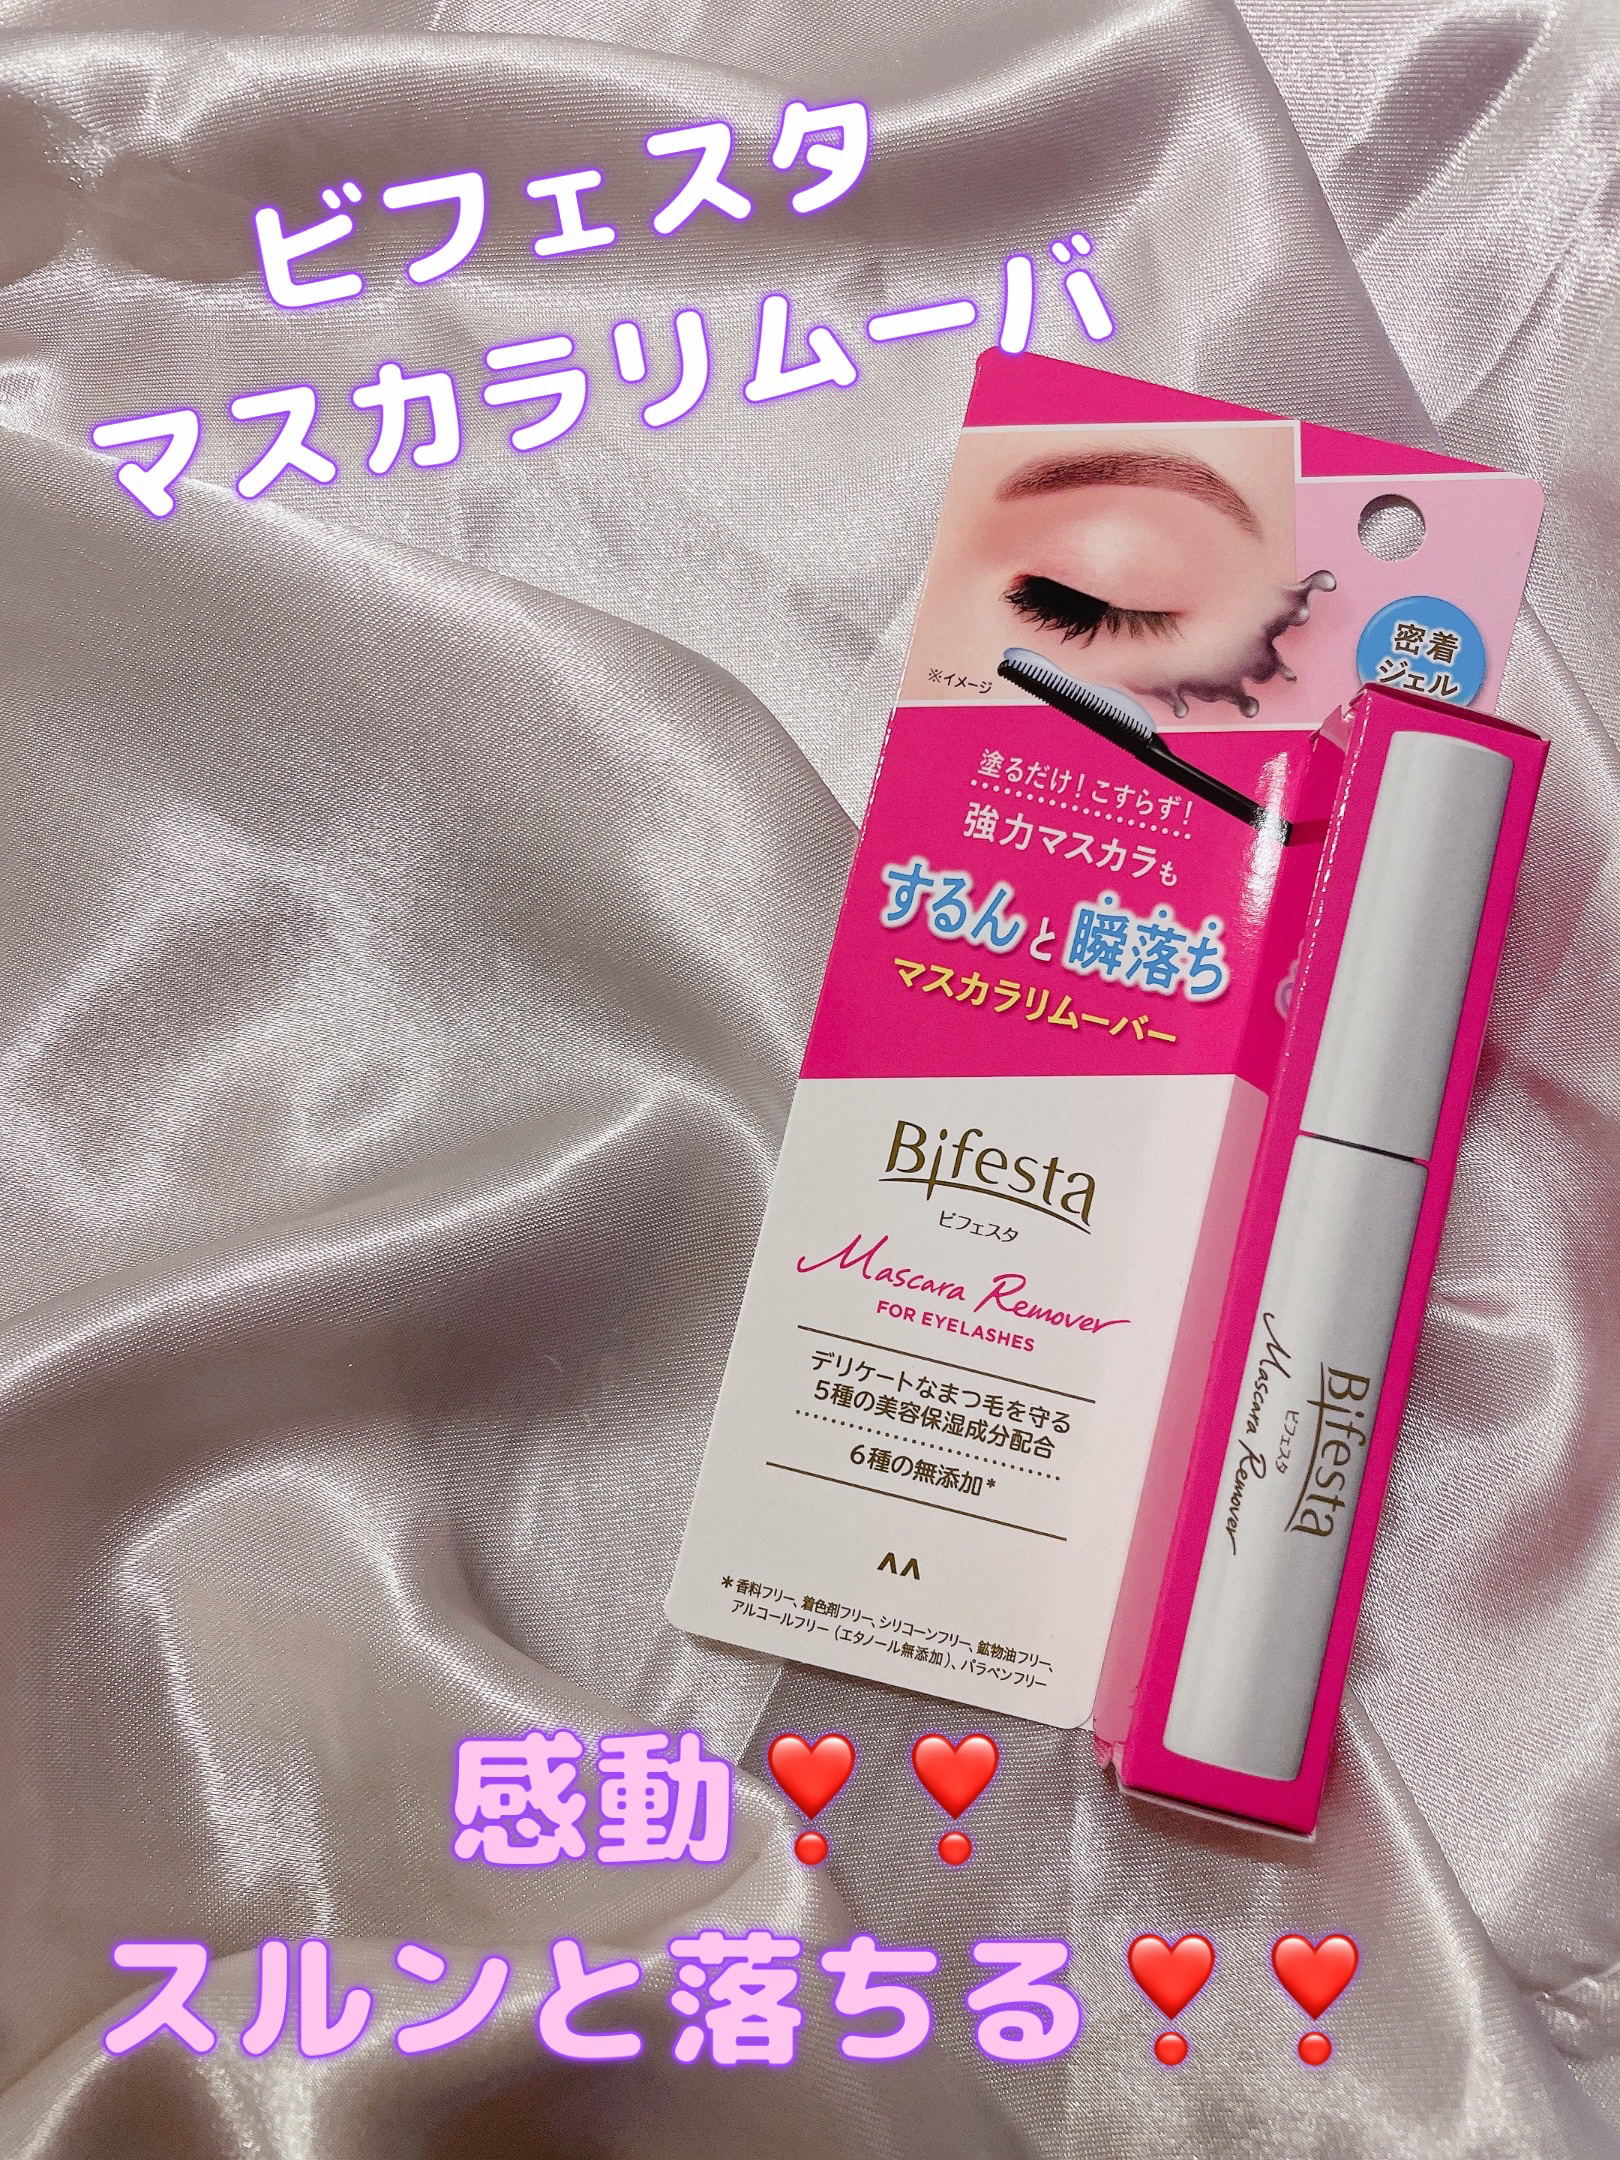 ビフェスタ
マスカラリムーバ
密着
ジェル
※イメージ
塗るだけ！こすらず！
強力マスカラも
するんと瞬落ち
マスカラリムーバー
Bifesta
ビフェスタ
Mascara Remover
FOR EYELASHES
デリケートなまつ毛を守る
5種の美容保湿成分配合
6種の無添加*
＊香料フリー、着色剤フリー、シリコーンフリー、鉱物油フリー、
アルコールフリー（エタノール無添加）、パラベンフリー
Bifesta
ビフェスタ
Mascara Remover
感動❣️❣️
スルンと落ちる❣️❣️